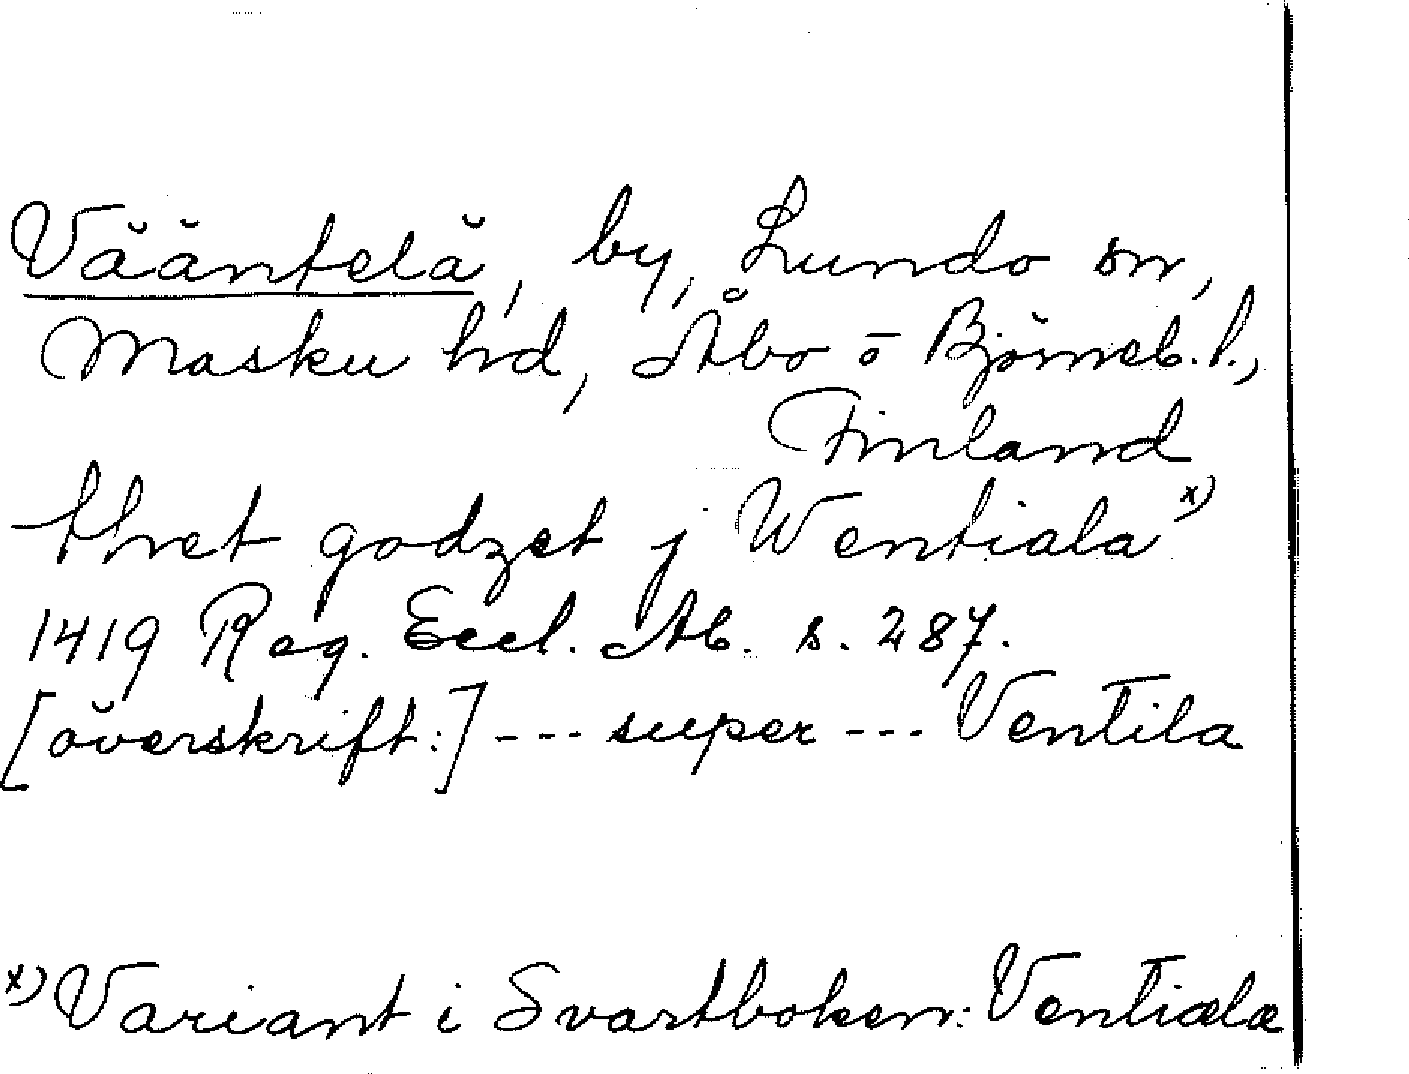 Vääntelä, by, Lundo sn,
Masku hd, Åbo o Björneb. l.,
Finland
thet godzet j Wentiala x)
1419 Reg. Eccl. Ab. s. 287.
[överskrift:] --- super --- Ventila
x) Variant i Svartboken: Ventiælæ